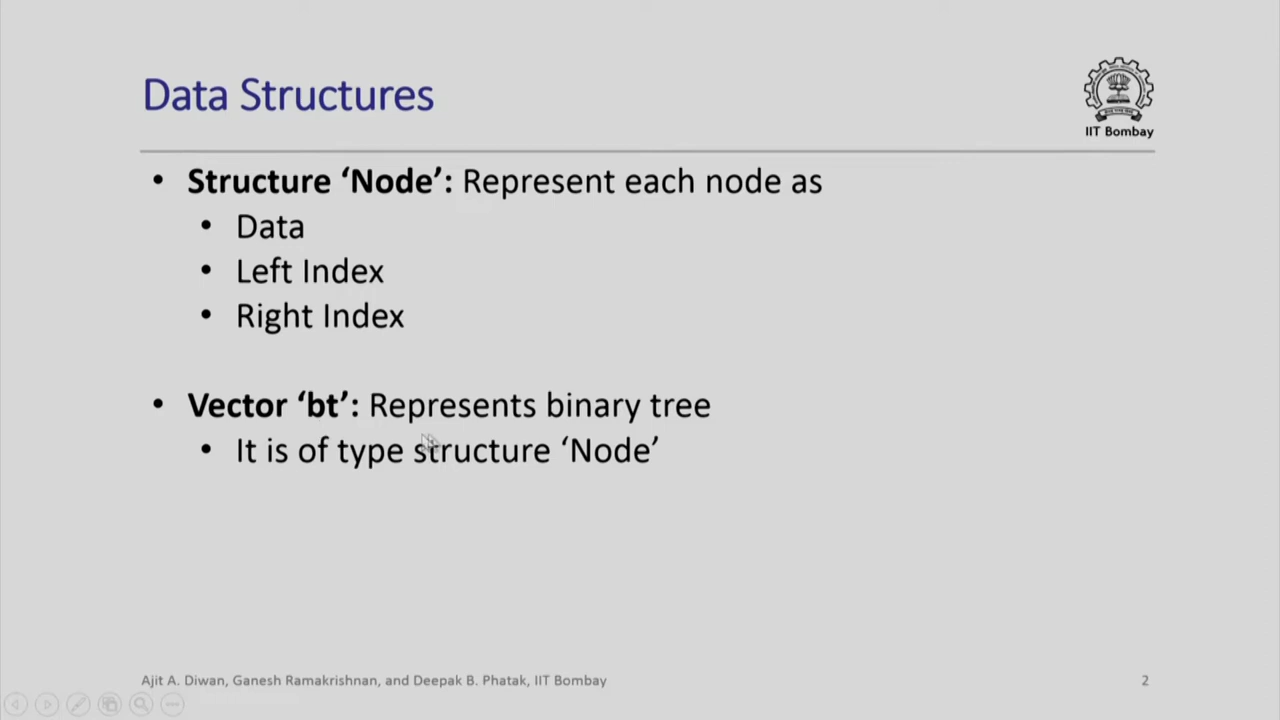 Data Structures
IIT Bombay
• Structure ‘Node’: Represent each node as
• Data
• Left Index
• Right Index
• Vector ‘bt’: Represents binary tree
• It is of type structure ‘Node’
Ajit A. Diwan, Ganesh Ramakrishnan, and Deepak B. Phatak, IIT Bombay
2